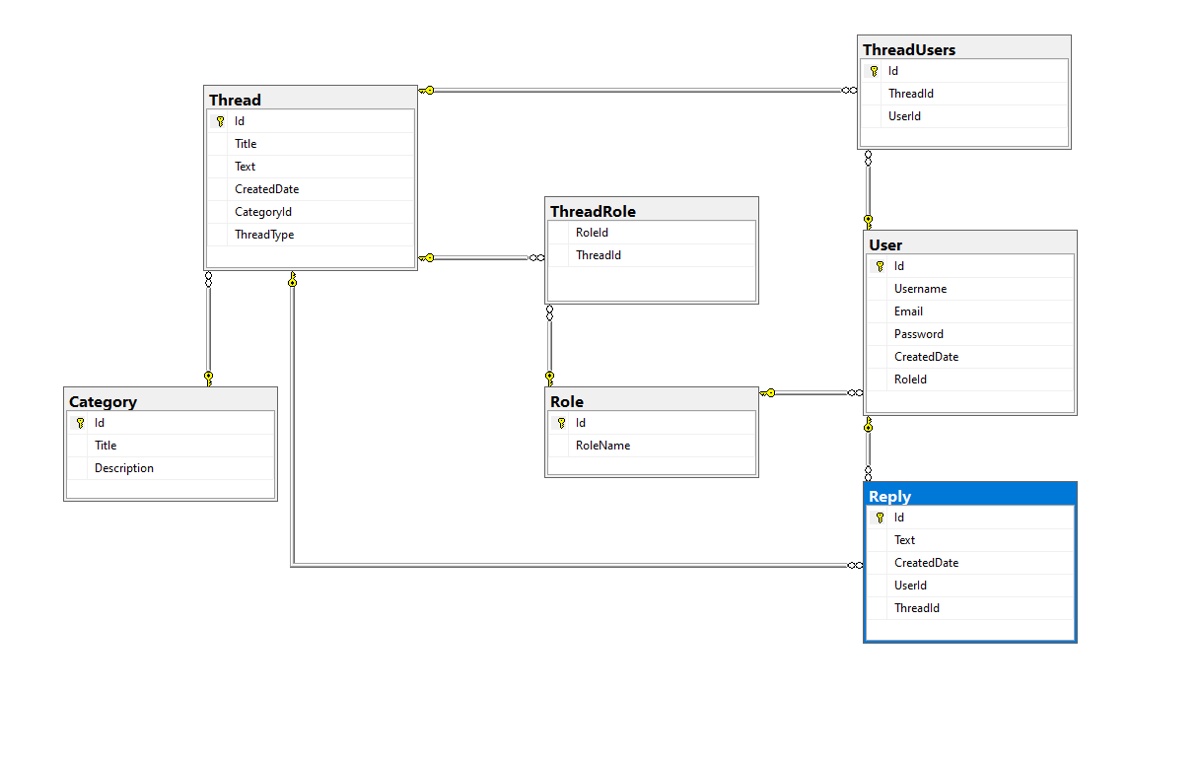 ThreadUsers
Id
ThreadId
UserId
Thread
Id
Title
Text
CreatedDate
CategoryId
ThreadType
ThreadRole
RoleId
ThreadId
User
Id
Username
Email
Password
CreatedDate
RoleId
Category
Id
Title
Description
Role
Id
RoleName
Reply
Id
Text
CreatedDate
UserId
ThreadId